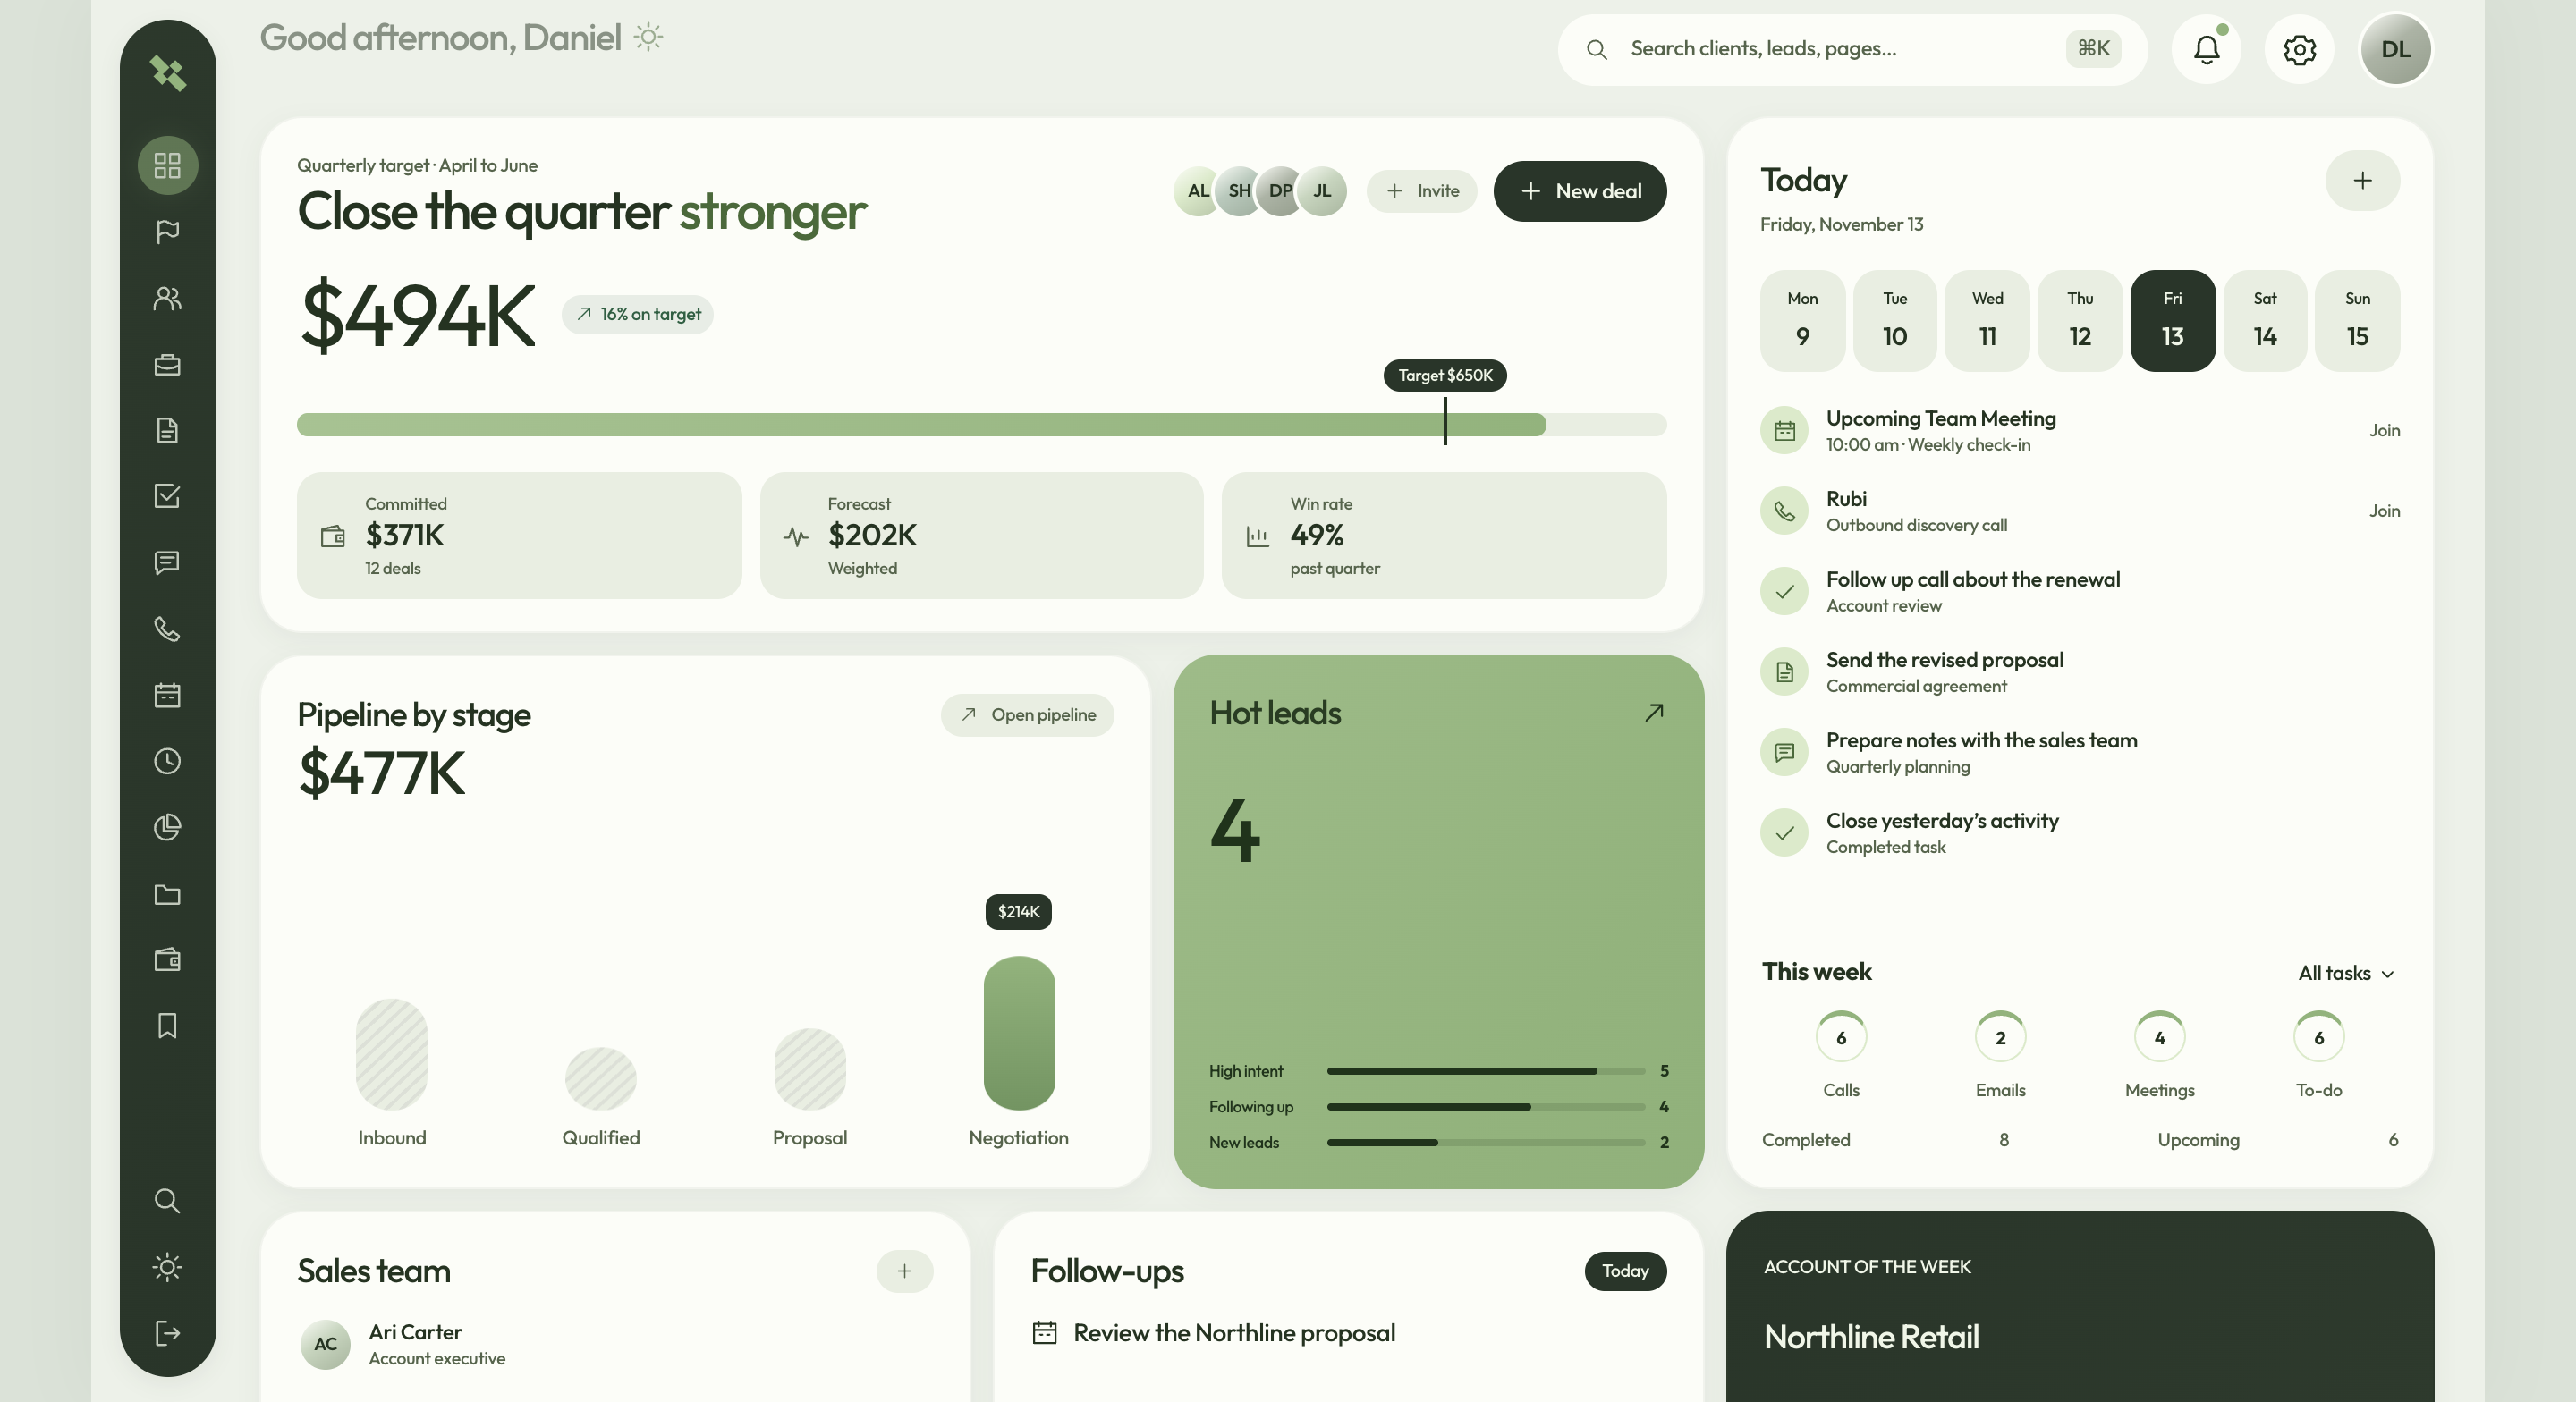 Good afternoon, Daniel
Search clients, leads, pages...
⌘K
DL
Quarterly target · April to June
Close the quarter stronger
AL
SH
DP
JL
Invite
New deal
$494K
16% on target
Target $650K
Committed
$371K
12 deals
Forecast
$202K
Weighted
Win rate
49%
past quarter
Today
Friday, November 13
Mon
9
Tue
10
Wed
11
Thu
12
Fri
13
Sat
14
Sun
15
Upcoming Team Meeting
10:00 am · Weekly check-in
Join
Rubi
Outbound discovery call
Join
Follow up call about the renewal
Account review
Send the revised proposal
Commercial agreement
Prepare notes with the sales team
Quarterly planning
Close yesterday’s activity
Completed task
This week
All tasks
6
Calls
2
Emails
4
Meetings
6
To-do
Completed 8
Upcoming 6
Pipeline by stage
Open pipeline
$477K
$214K
Inbound
Qualified
Proposal
Negotiation
Hot leads
4
High intent 5
Following up 4
New leads 2
Sales team
AC
Ari Carter
Account executive
Follow-ups
Today
Review the Northline proposal
ACCOUNT OF THE WEEK
Northline Retail